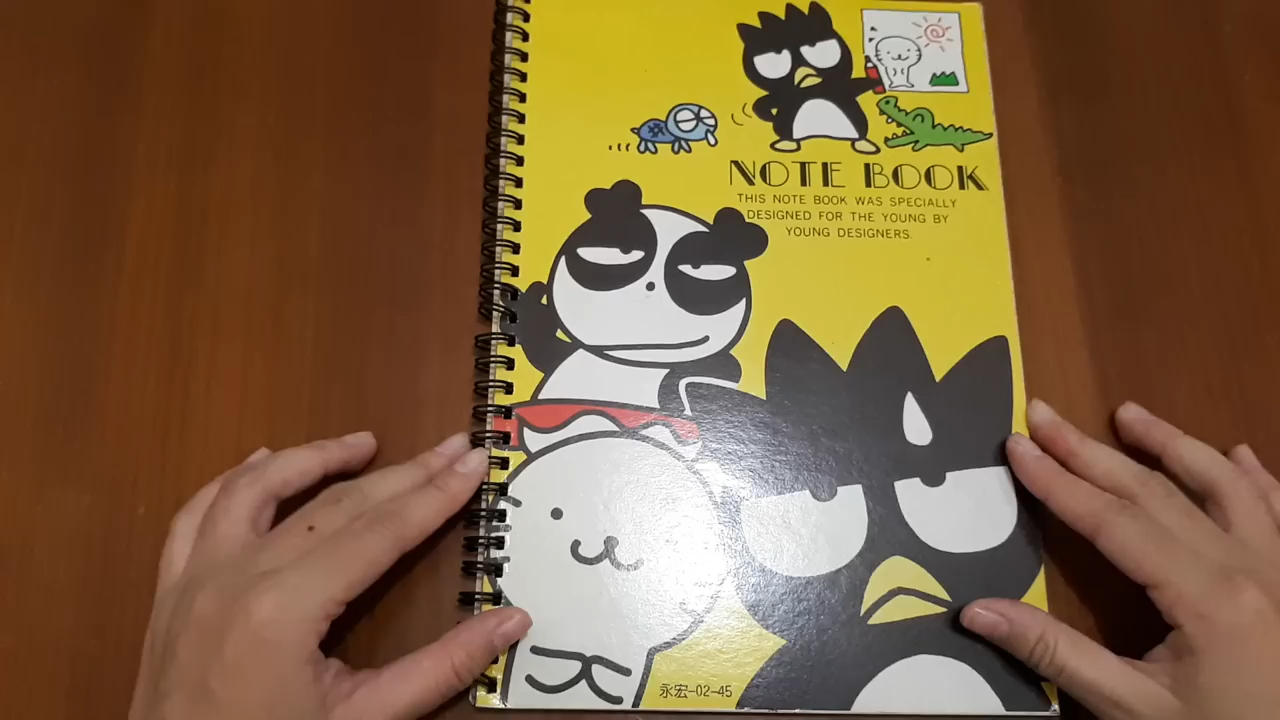 NOTE BOOK
THIS NOTE BOOK WAS SPECIALLY
DESIGNED FOR THE YOUNG BY
YOUNG DESIGNERS.
永宏-02-45